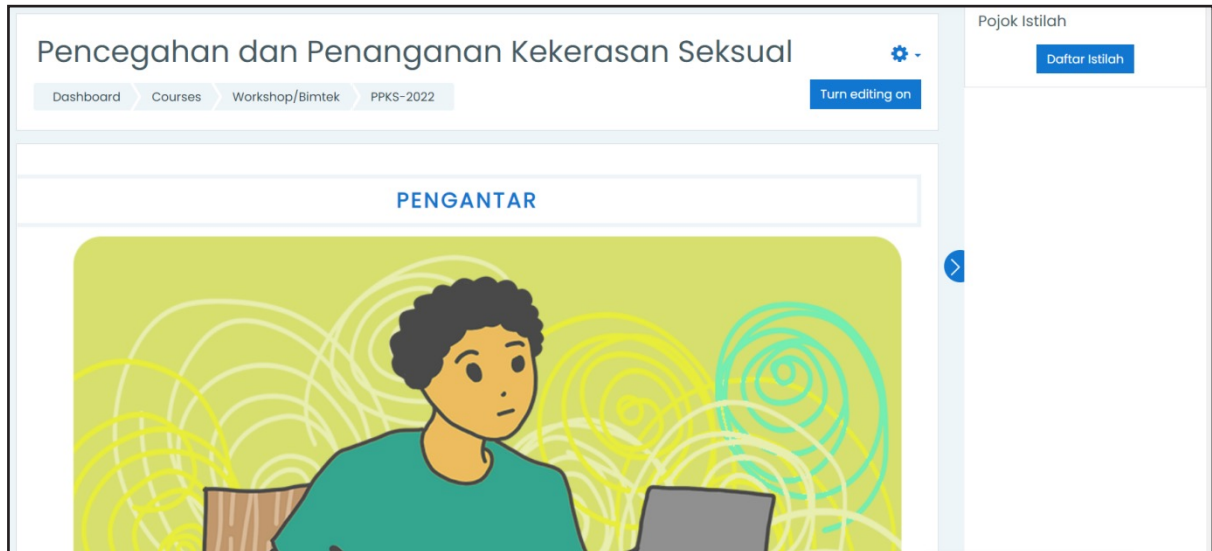 Pencegahan dan Penanganan Kekerasan Seksual
Dashboard Courses Workshop/Bimtek PPKS-2022
Turn editing on
PENGANTAR
Pojok Istilah
Daftar Istilah